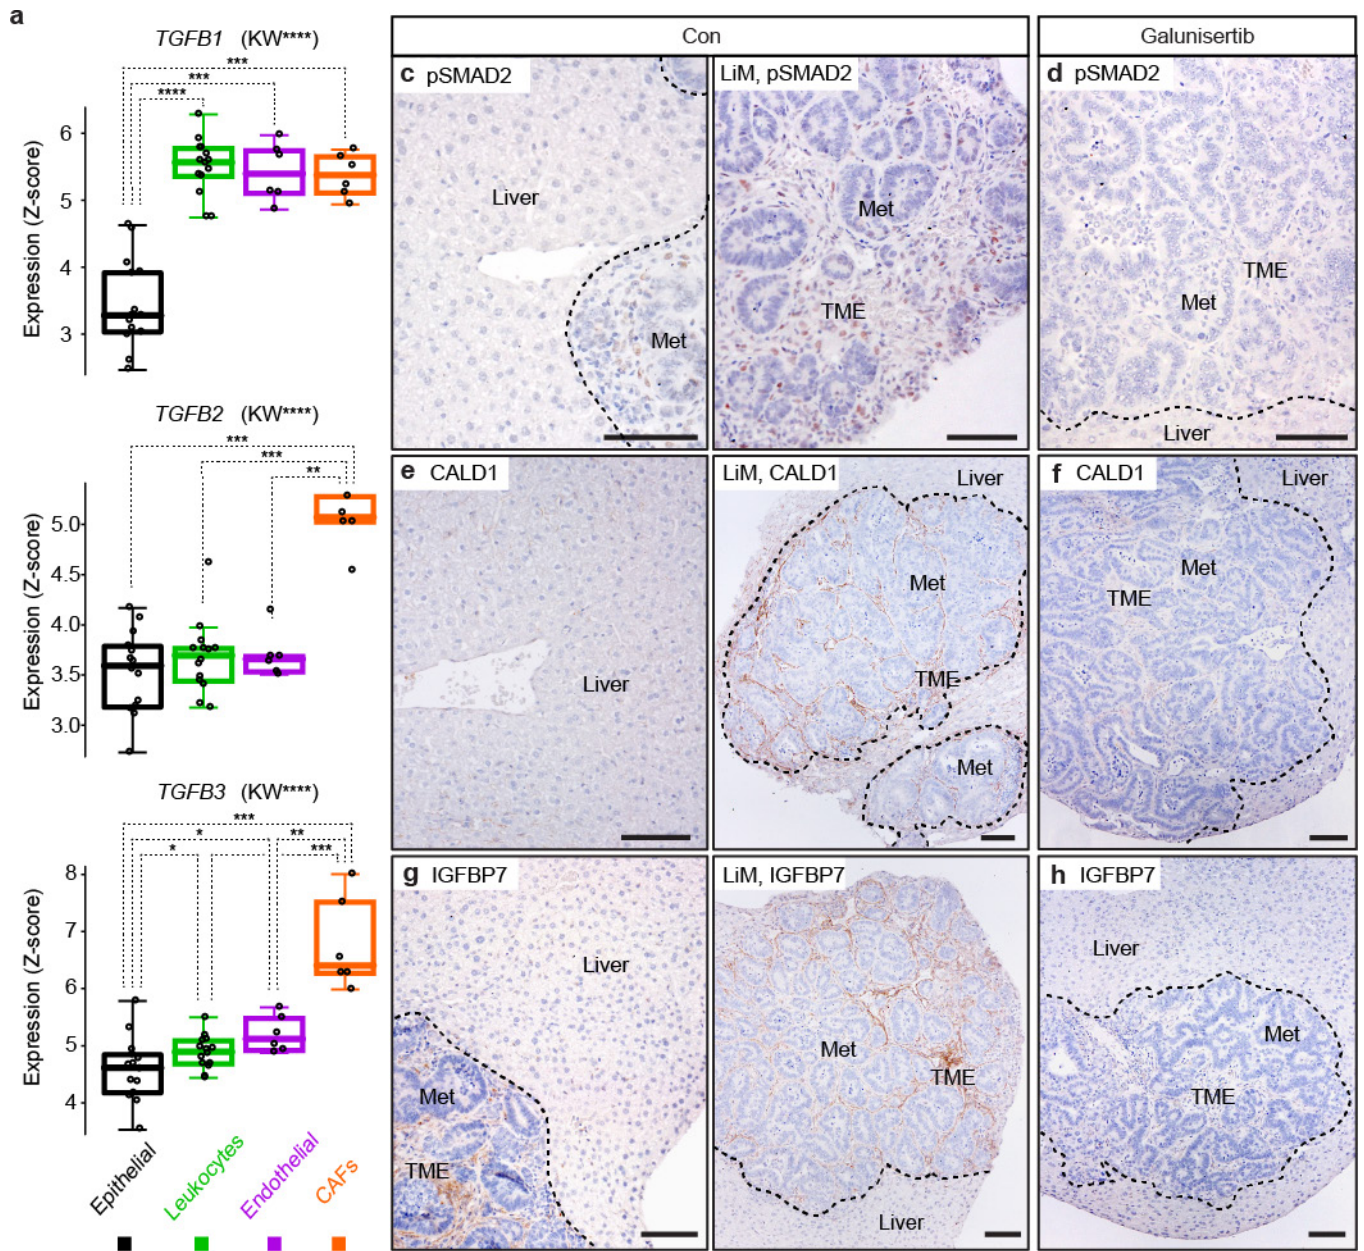 a
TGFB1 (KW****)
***
***
****
Expression (Z-score)
6
5
4
3
TGFB2 (KW****)
***
***
**
Expression (Z-score)
5.0
4.5
4.0
3.5
3.0
TGFB3 (KW****)
***
* **
* ***
Expression (Z-score)
8
7
6
5
4
Epithelial
Leukocytes
Endothelial
CAFs
Con
Galunisertib
c pSMAD2
Liver
Met
LiM, pSMAD2
Met
TME
d pSMAD2
TME
Met
Liver
e CALD1
Liver
LiM, CALD1
Liver
Met
TME
Met
f CALD1
Liver
Met
TME
g IGFBP7
Liver
Met
TME
LiM, IGFBP7
Met
TME
Liver
h IGFBP7
Liver
Met
TME